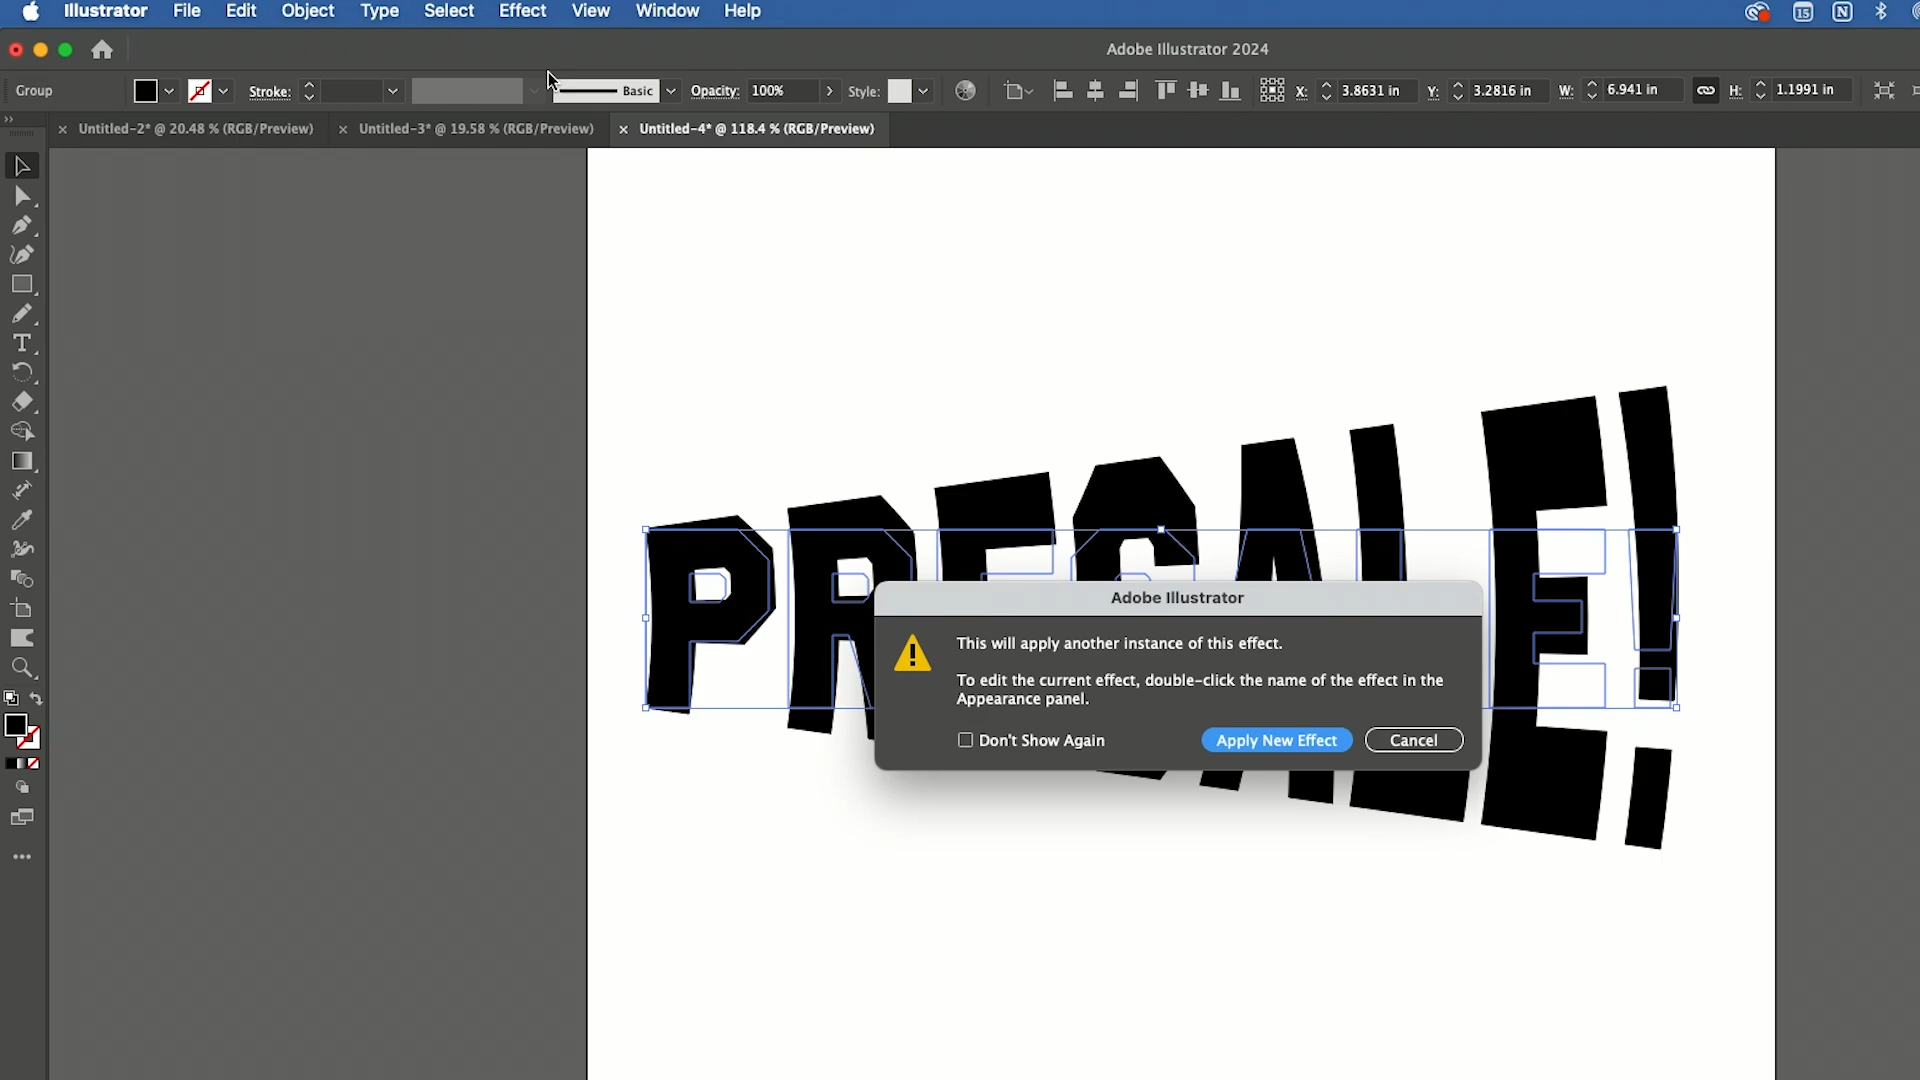 Illustrator File Edit Object Type Select Effect View Window Help
15 N
Adobe Illustrator 2024
Group Stroke: Basic Opacity: 100% Style: X: 3.8631 in Y: 3.2816 in W: 6.941 in H: 1.1991 in
× Untitled-2* @ 20.48 % (RGB/Preview) × Untitled-3* @ 19.58 % (RGB/Preview) × Untitled-4* @ 118.4 % (RGB/Preview)
PRESALE!
Adobe Illustrator
This will apply another instance of this effect.
To edit the current effect, double-click the name of the effect in the
Appearance panel.
Don't Show Again Apply New Effect Cancel